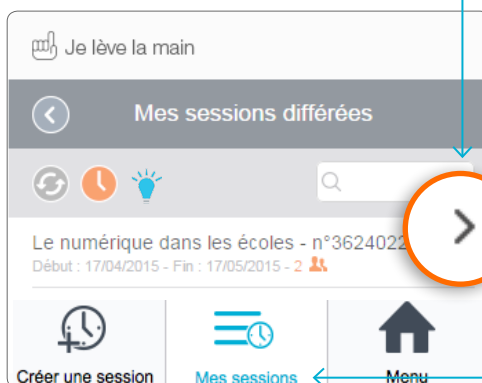 Je lève la main
Mes sessions différées
Le numérique dans les écoles - n°3624022
Début : 17/04/2015 - Fin : 17/05/2015 - 2
Créer une session
Mes sessions
Menu